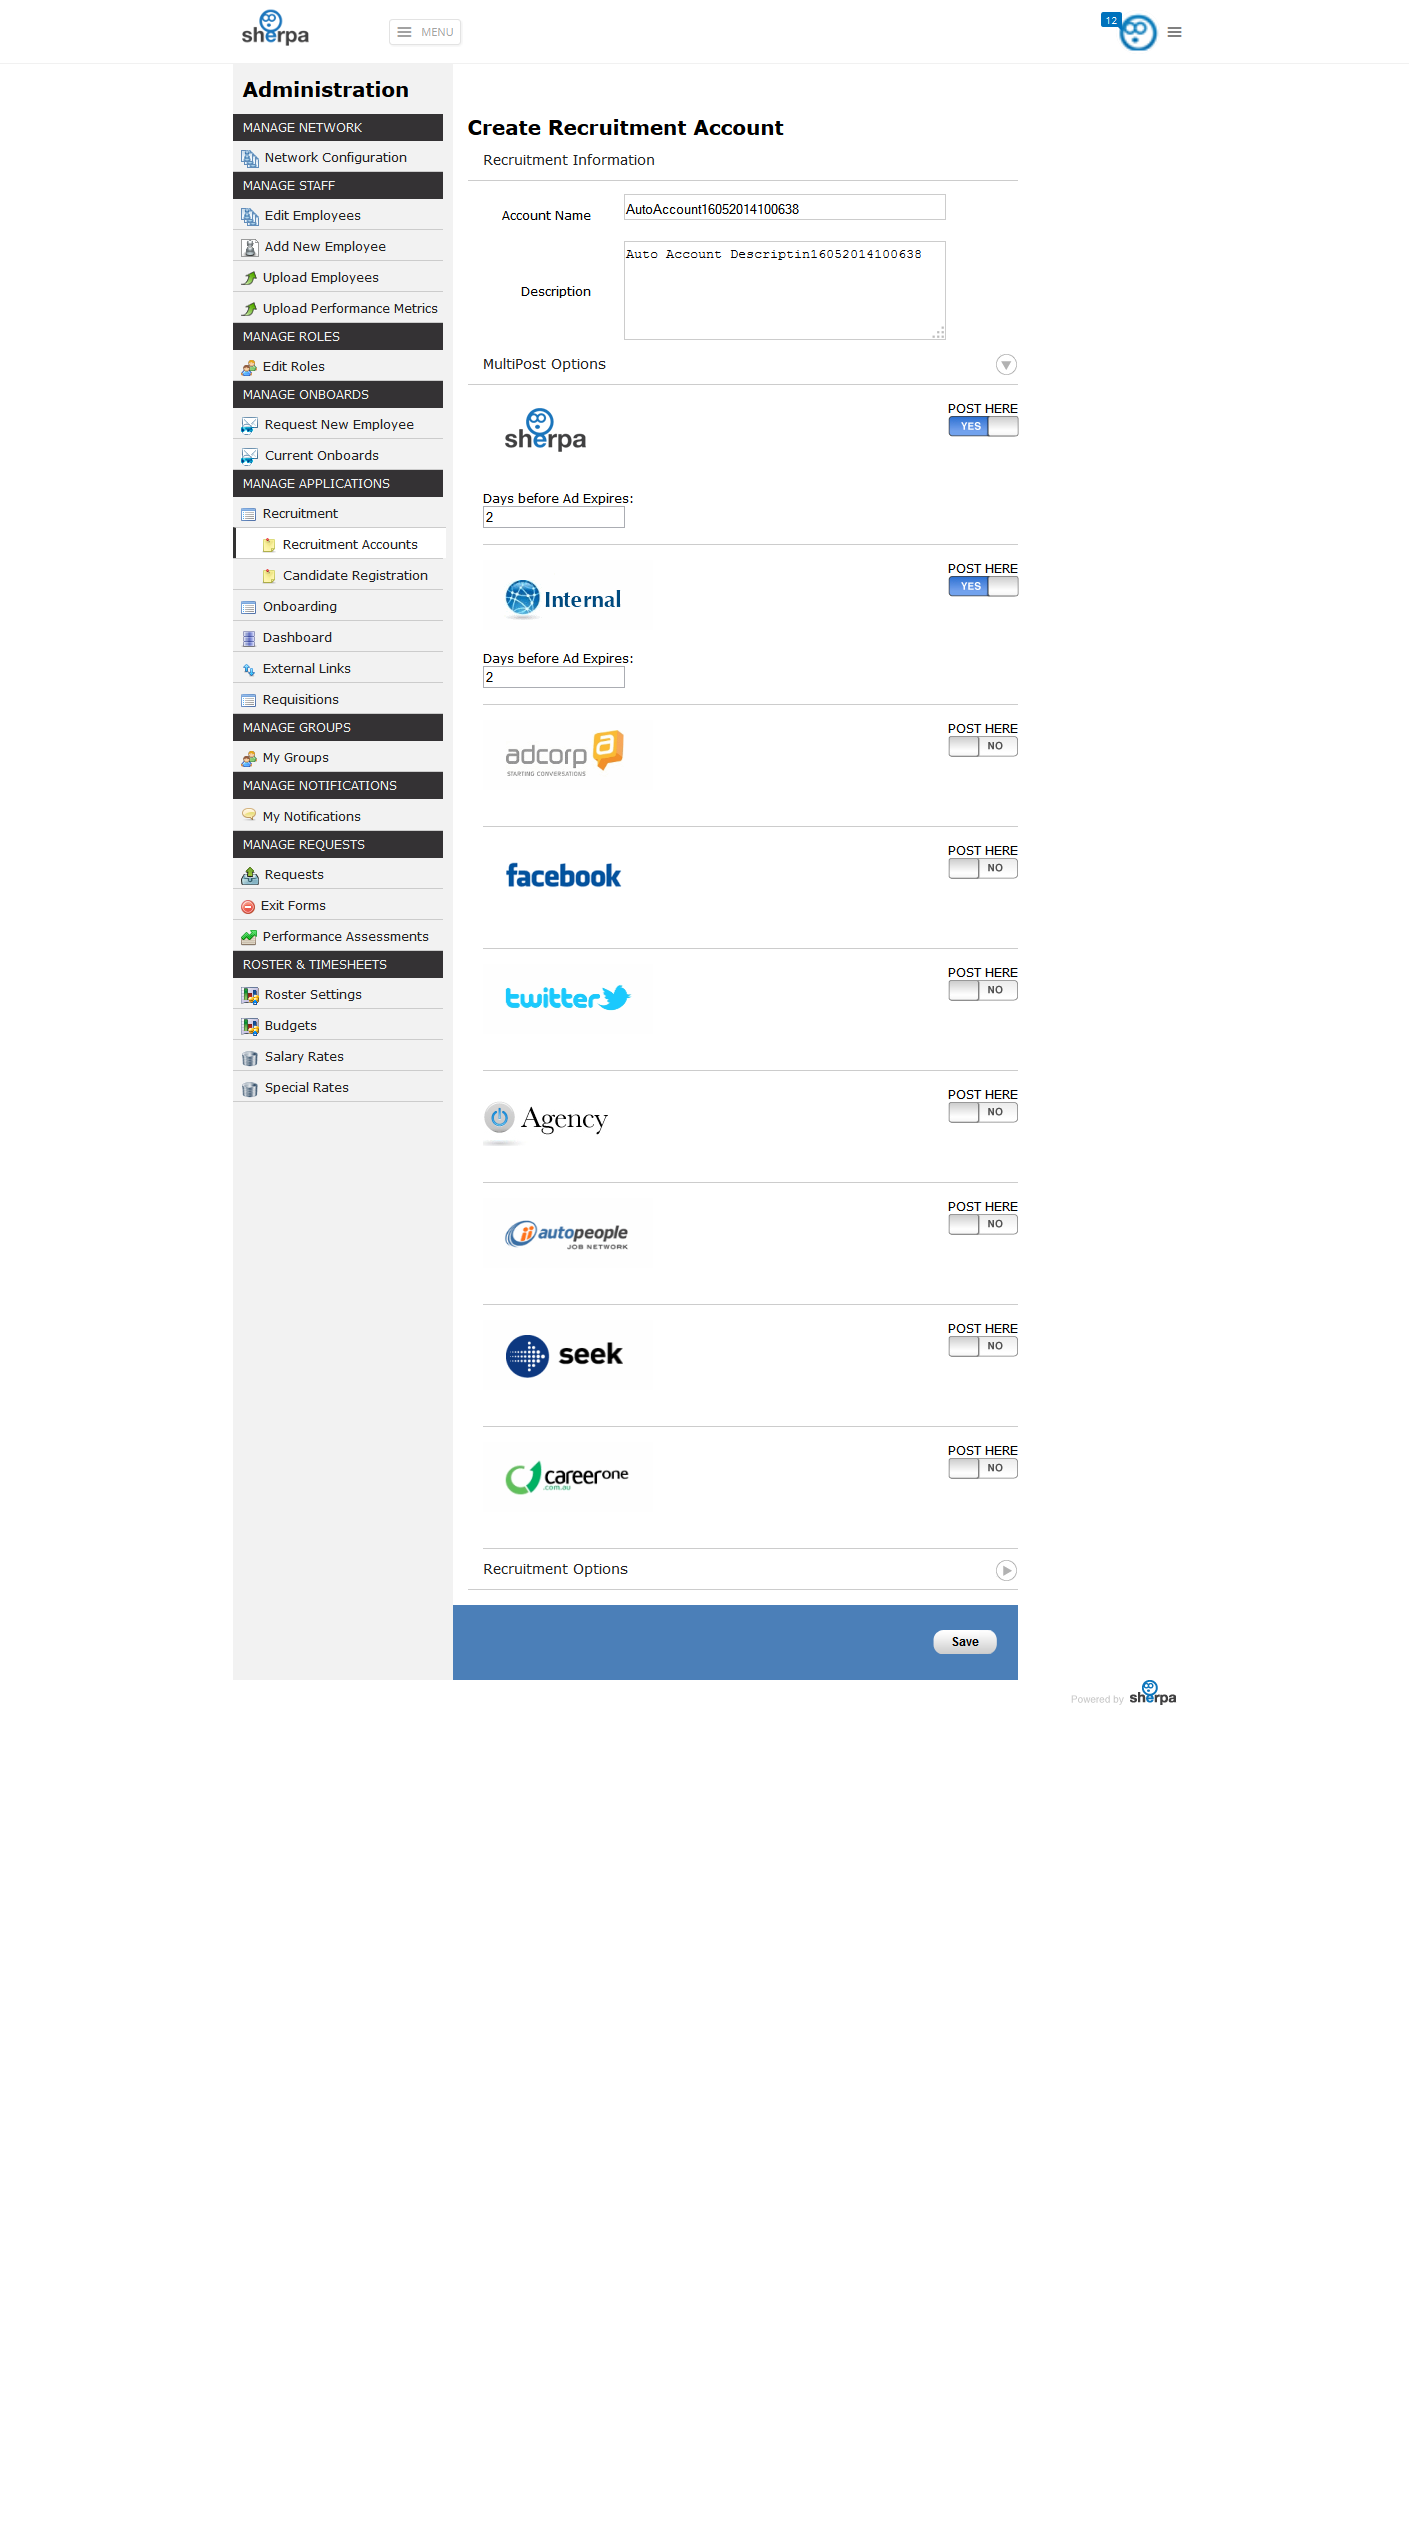 sherpa
MENU
12
Administration
MANAGE NETWORK
Network Configuration
MANAGE STAFF
Edit Employees
Add New Employee
Upload Employees
Upload Performance Metrics
MANAGE ROLES
Edit Roles
MANAGE ONBOARDS
Request New Employee
Current Onboards
MANAGE APPLICATIONS
Recruitment
Recruitment Accounts
Candidate Registration
Onboarding
Dashboard
External Links
Requisitions
MANAGE GROUPS
My Groups
MANAGE NOTIFICATIONS
My Notifications
MANAGE REQUESTS
Requests
Exit Forms
Performance Assessments
ROSTER & TIMESHEETS
Roster Settings
Budgets
Salary Rates
Special Rates
Create Recruitment Account
Recruitment Information
Account Name
AutoAccount16052014100638
Description
Auto Account Descriptin16052014100638
MultiPost Options
sherpa
POST HERE
YES
Days before Ad Expires:
2
Internal
POST HERE
YES
Days before Ad Expires:
2
adcorp a
STARTING CONVERSATIONS
POST HERE
NO
facebook
POST HERE
NO
twitter
POST HERE
NO
Agency
POST HERE
NO
autopeople
JOB NETWORK
POST HERE
NO
seek
POST HERE
NO
careerone
.com.au
POST HERE
NO
Recruitment Options
Save
Powered by sherpa